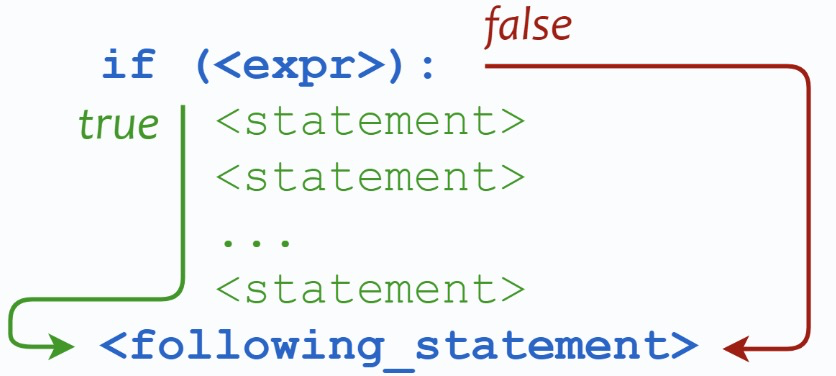 false
if (<expr>):
true <statement>
<statement>
...
<statement>
<following_statement>